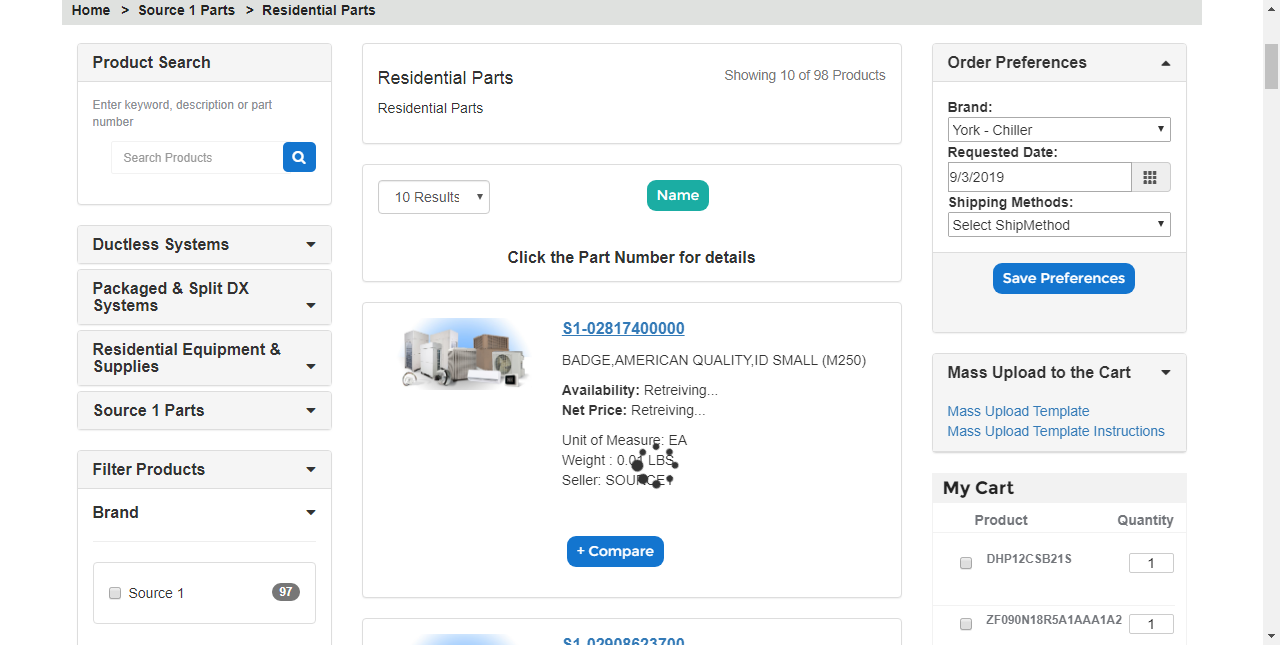 Home > Source 1 Parts > Residential Parts
Product Search
Enter keyword, description or part
number
Search Products
Ductless Systems
Packaged & Split DX
Systems
Residential Equipment &
Supplies
Source 1 Parts
Filter Products
Brand
Source 1 97
Residential Parts
Showing 10 of 98 Products
Residential Parts
10 Results
Name
Click the Part Number for details
S1-02817400000
BADGE,AMERICAN QUALITY,ID SMALL (M250)
Availability: Retreiving...
Net Price: Retreiving...
Unit of Measure: EA
Weight : 0.01 LBS
Seller: SOURCE1
+ Compare
S1-02908623700
Order Preferences
Brand:
York - Chiller
Requested Date:
9/3/2019
Shipping Methods:
Select ShipMethod
Save Preferences
Mass Upload to the Cart
Mass Upload Template
Mass Upload Template Instructions
My Cart
Product Quantity
DHP12CSB21S 1
ZF090N18R5A1AAA1A2 1